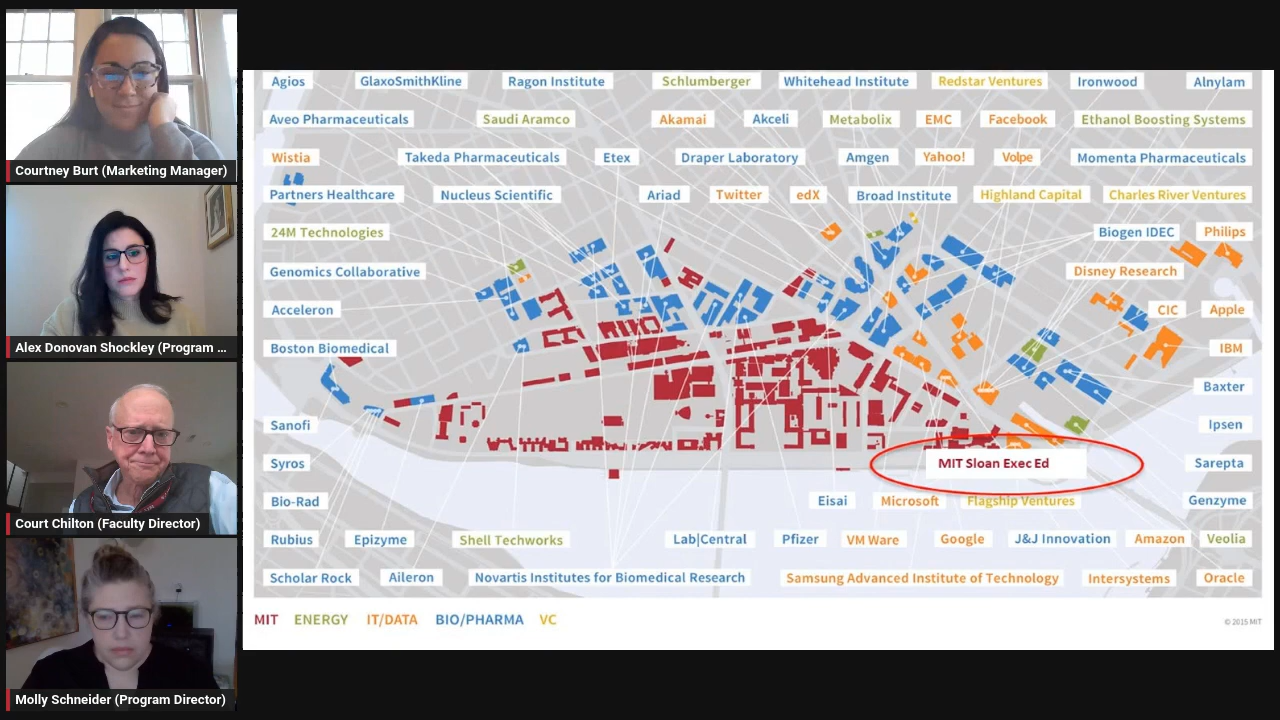 Courtney Burt (Marketing Manager)
Alex Donovan Shockley (Program ...
Court Chilton (Faculty Director)
Molly Schneider (Program Director)
Agios GlaxoSmithKline Ragon Institute Schlumberger Whitehead Institute Redstar Ventures Ironwood Alnylam
Aveo Pharmaceuticals Saudi Aramco Akamai Akceli Metabolix EMC Facebook Ethanol Boosting Systems
Wistia Takeda Pharmaceuticals Etex Draper Laboratory Amgen Yahoo! Volpe Momenta Pharmaceuticals
Partners Healthcare Nucleus Scientific Ariad Twitter edX Broad Institute Highland Capital Charles River Ventures
24M Technologies Biogen IDEC Philips
Genomics Collaborative Disney Research
Acceleron CIC Apple
Boston Biomedical IBM
Baxter
Sanofi Ipsen
Syros MIT Sloan Exec Ed Sarepta
Bio-Rad Eisai Microsoft Flagship Ventures Genzyme
Rubius Epizyme Shell Techworks Lab|Central Pfizer VM Ware Google J&J Innovation Amazon Veolia
Scholar Rock Aileron Novartis Institutes for Biomedical Research Samsung Advanced Institute of Technology Intersystems Oracle
MIT ENERGY IT/DATA BIO/PHARMA VC
© 2015 MIT